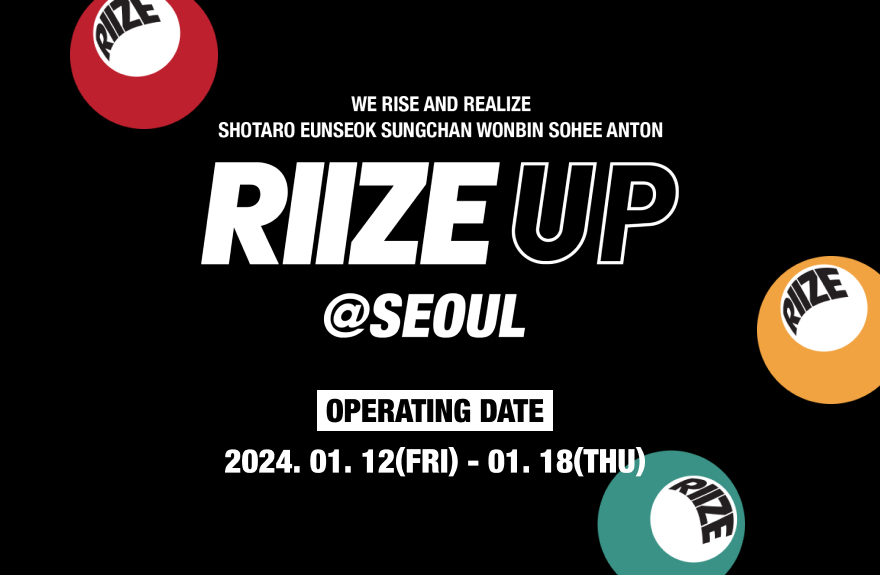 RIIZE
WE RISE AND REALIZE
SHOTARO EUNSEOK SUNGCHAN WONBIN SOHEE ANTON
RIIZE UP
@SEOUL
RIIZE
OPERATING DATE
2024. 01. 12(FRI) - 01. 18(THU)
RIIZE